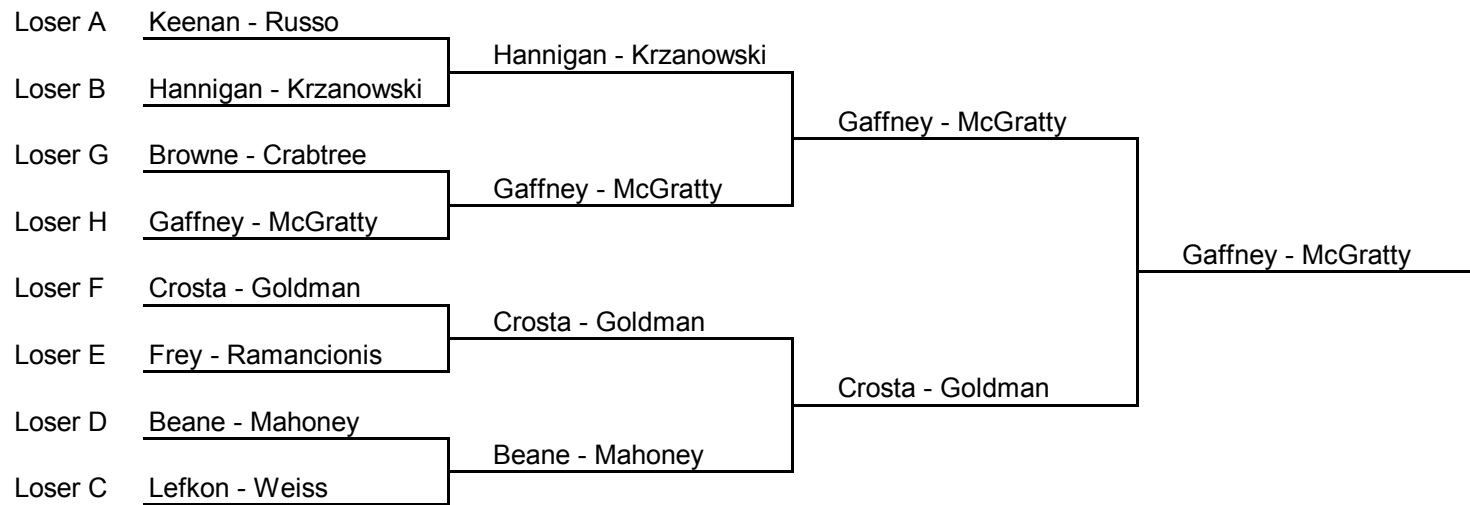 Loser A Keenan - Russo
Hannigan - Krzanowski
Loser B Hannigan - Krzanowski
Gaffney - McGratty
Loser G Browne - Crabtree
Gaffney - McGratty
Loser H Gaffney - McGratty
Gaffney - McGratty
Loser F Crosta - Goldman
Crosta - Goldman
Loser E Frey - Ramancionis
Crosta - Goldman
Loser D Beane - Mahoney
Beane - Mahoney
Loser C Lefkon - Weiss